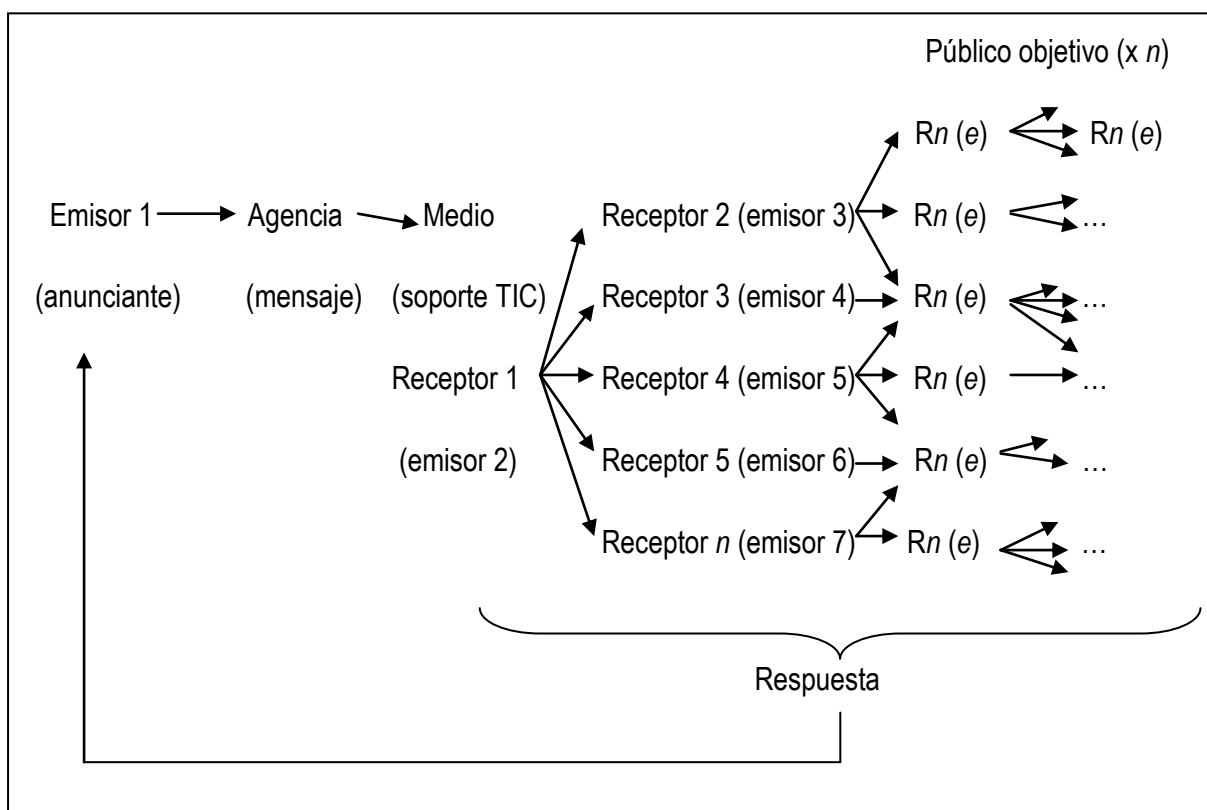 Público objetivo (x n)
Rn (e) Rn (e)
Emisor 1 Agencia Medio Receptor 2 (emisor 3) Rn (e) …
(anunciante) (mensaje) (soporte TIC) Receptor 3 (emisor 4) Rn (e) …
Receptor 1 Receptor 4 (emisor 5) Rn (e) …
(emisor 2) Receptor 5 (emisor 6) Rn (e) …
Receptor n (emisor 7) Rn (e) …
Respuesta